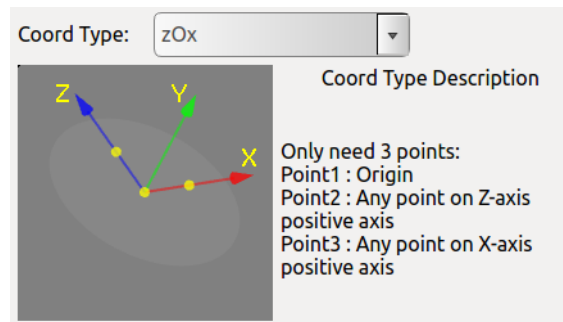 Coord Type: zOx
Coord Type Description
Z
Y
X
Only need 3 points:
Point1 : Origin
Point2 : Any point on Z-axis
positive axis
Point3 : Any point on X-axis
positive axis